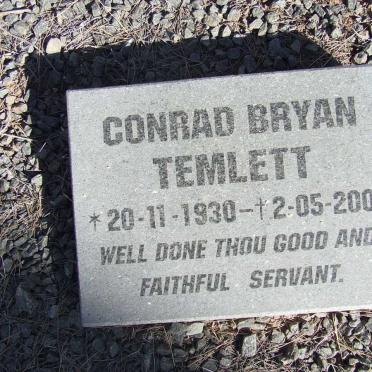 CONRAD BRYAN
TEMLETT
* 20-11-1930-† 2-05-200
WELL DONE THOU GOOD AND
FAITHFUL SERVANT.